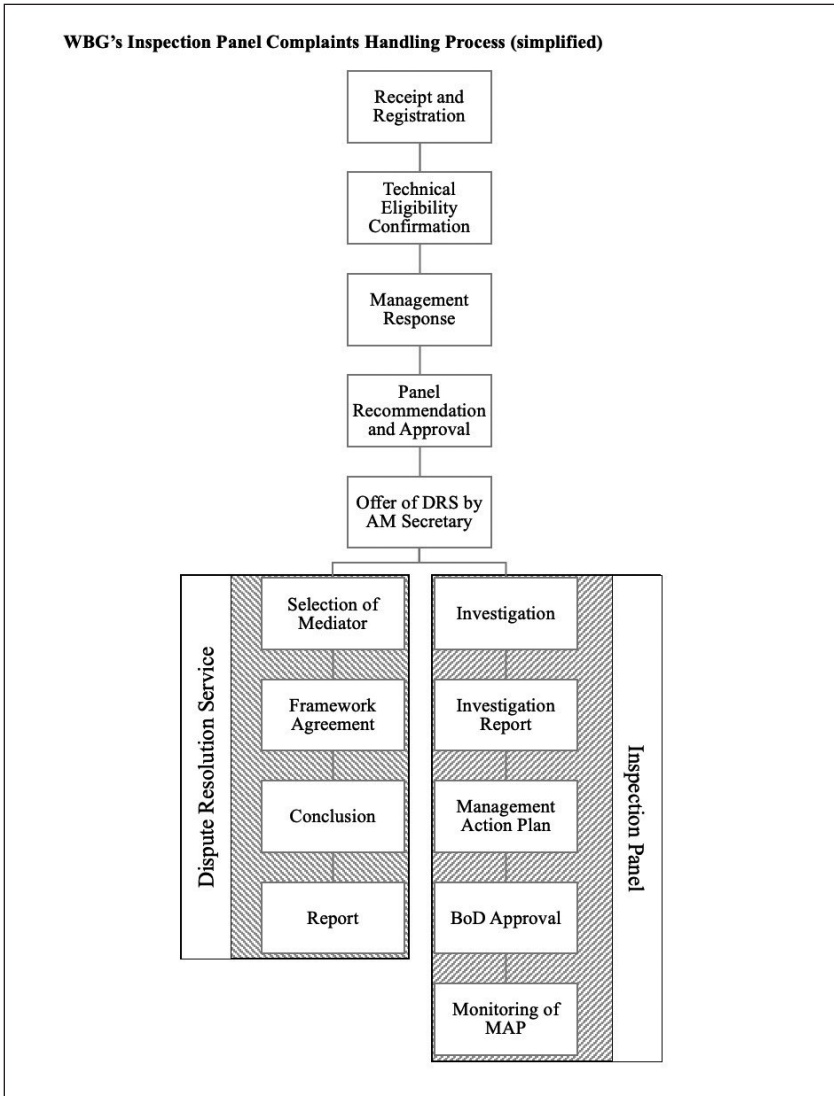 WBG’s Inspection Panel Complaints Handling Process (simplified)
Receipt and
Registration
Technical
Eligibility
Confirmation
Management
Response
Panel
Recommendation
and Approval
Offer of DRS by
AM Secretary
Dispute Resolution Service
Selection of
Mediator
Framework
Agreement
Conclusion
Report
Investigation
Investigation
Report
Management
Action Plan
BoD Approval
Monitoring of
MAP
Inspection Panel